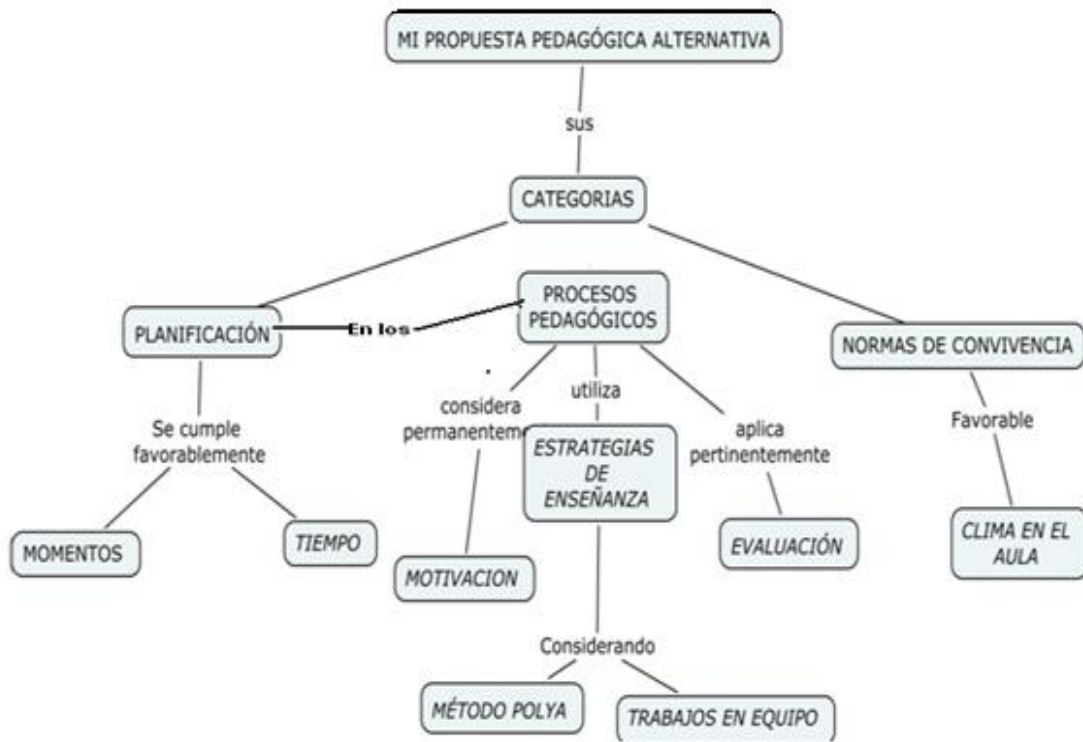 MI PROPUESTA PEDAGÓGICA ALTERNATIVA
sus
CATEGORIAS
PROCESOS
PEDAGÓGICOS
PLANIFICACIÓN
En los
NORMAS DE CONVIVENCIA
Se cumple
favorablemente
considera
permanenteme
utiliza
aplica
pertinentemente
Favorable
ESTRATEGIAS
DE
ENSEÑANZA
MOMENTOS
TIEMPO
MOTIVACION
EVALUACIÓN
CLIMA EN EL
AULA
Considerando
MÉTODO POLYA
TRABAJOS EN EQUIPO